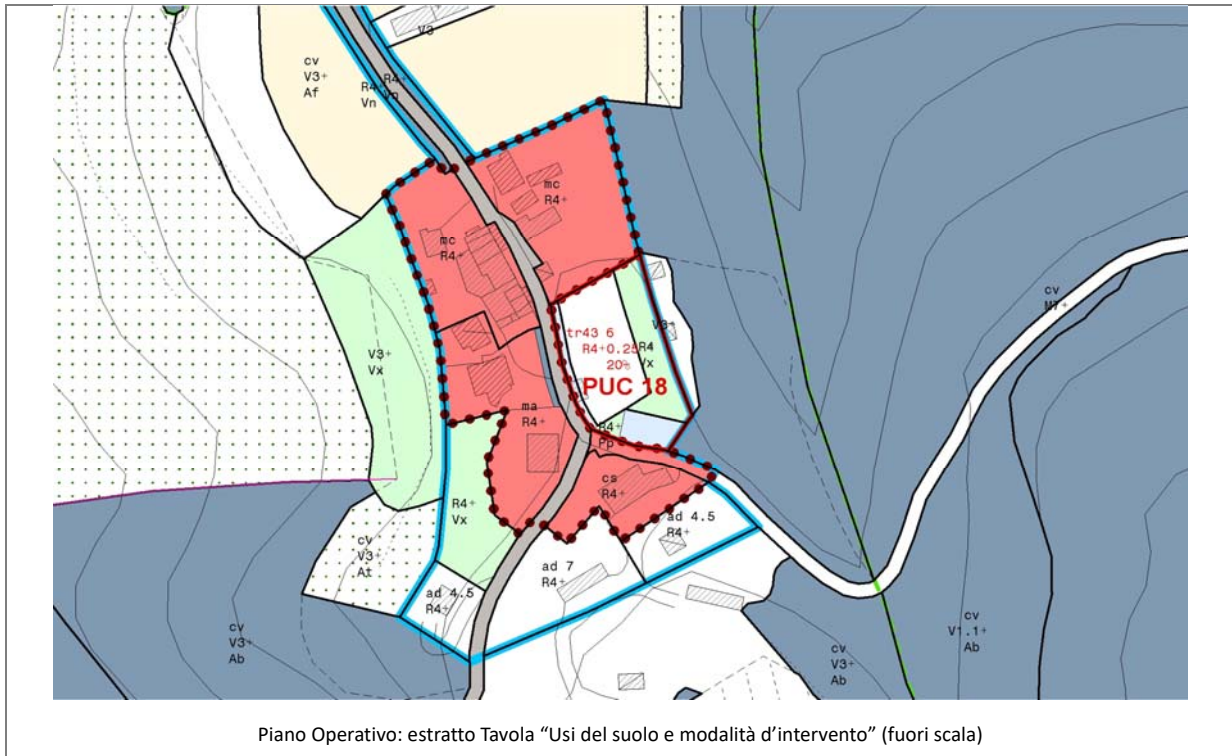 V3
cv
V3+
Af
R4+
Vn
R4+
Vn
mc
R4+
mc
R4+
V3+
Vx
tr43 6
R4+0.25
20%
PUC 18
V3+
R4
Vx
ma
R4+
R4+
Pp
cs
R4+
R4+
Vx
ad 4.5
R4+
ad 7
R4+
ad 4.5
R4+
cv
V3+
At
cv
V3+
Ab
cv
M7+
cv
V1.1+
Ab
cv
V3+
Ab
Piano Operativo: estratto Tavola “Usi del suolo e modalità d’intervento” (fuori scala)